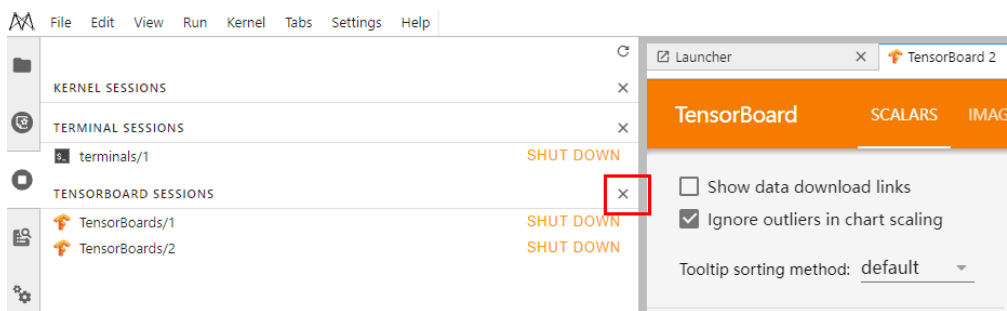 File Edit View Run Kernel Tabs Settings Help
KERNEL SESSIONS
TERMINAL SESSIONS
$_ terminals/1 SHUT DOWN
TENSORBOARD SESSIONS
TensorBoards/1 SHUT DOWN
TensorBoards/2 SHUT DOWN
Launcher TensorBoard 2
TensorBoard SCALARS IMAG
Show data download links
Ignore outliers in chart scaling
Tooltip sorting method: default